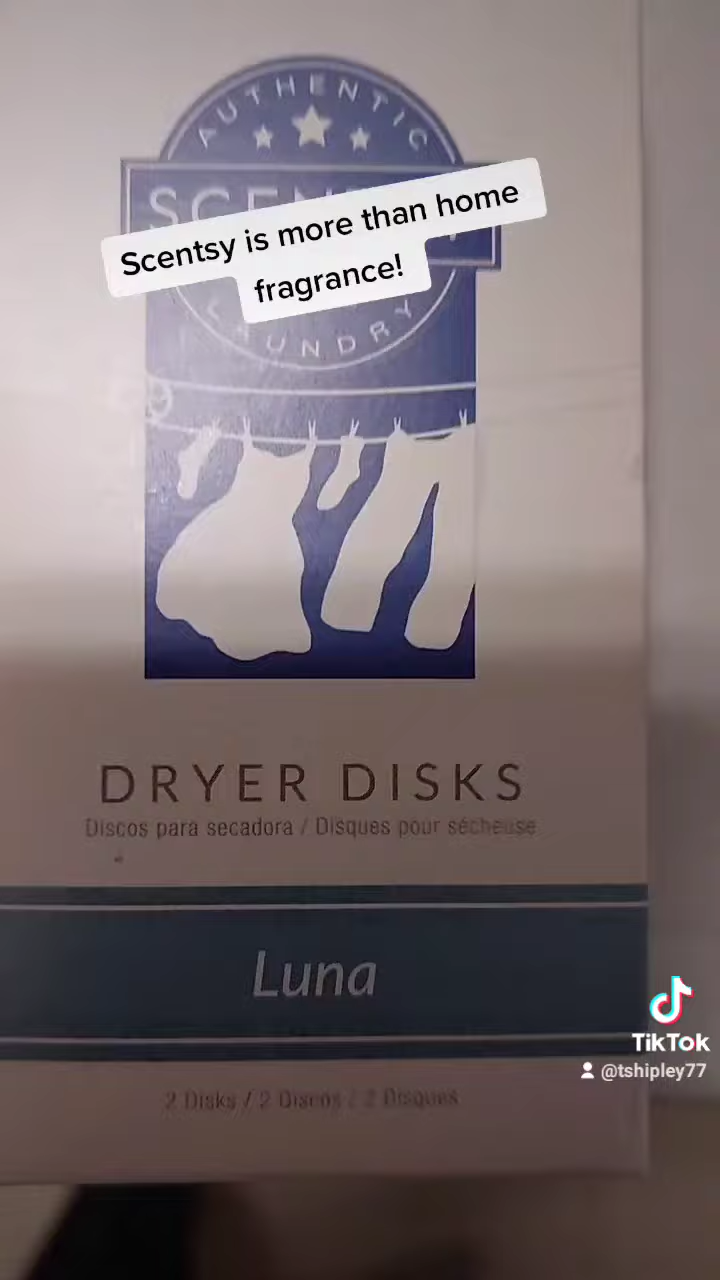 AUTHENTIC
Scentsy is more than home
fragrance!
LAUNDRY
DRYER DISKS
Discos para secadora / Disques pour sécheuse
Luna
TikTok
@tshipley77
2 Disks / 2 Discos / 2 Disques